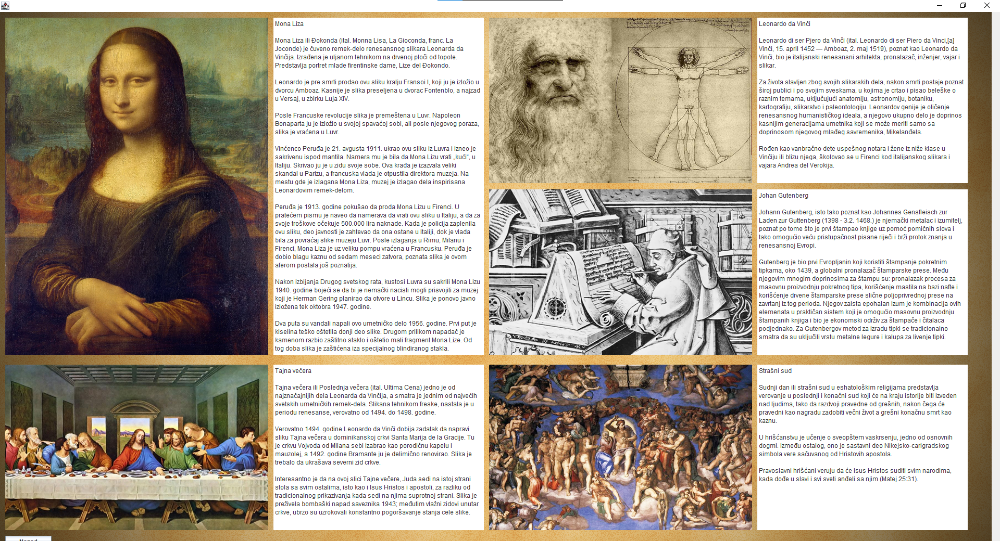 Mona Liza
Mona Liza ili Đokonda (ital. Monna Lisa, La Gioconda, franc. La
Joconde) je čuveno remek-delo renesansnog slikara Leonarda da
Vinčija. Izrađena je uljanom tehnikom na drvenoj ploči od topole.
Predstavlja portret mlade firentinske dame, Lize del Đokondo.
Leonardo je pre smrti prodao ovu sliku kralju Fransoi I, koji ju je izložio u
dvorcu Amboaz. Kasnije je slika preseljena u dvorac Fontenblo, a najzad
u Versaj, u zbirku Luja XIV.
Posle Francuske revolucije slika je premeštena u Luvr. Napoleon
Bonaparta ju je izložio u svojoj spavaćoj sobi, ali posle njegovog poraza,
slika je vraćena u Luvr.
Vinćenco Peruđa je 21. avgusta 1911. ukrao ovu sliku iz Luvra i izneo je
sakrivenu ispod mantila. Namera mu je bila da Mona Lizu vrati „kući“, u
Italiju. Skrivao ju je u zidu svoje sobe. Ova krađa je izazvala veliki
skandal u Parizu, a francuska vlada je otpustila direktora muzeja. Na
mestu gde je izlagana Mona Liza, muzej je izlagao dela inspirisana
Leonardovim remek-delom.
Peruđa je 1913. godine pokušao da proda Mona Lizu u Firenci. U
pratećem pismu je naveo da namerava da vrati ovu sliku u Italiju, a da za
svoje troškove očekuje 500.000 lira naknade. Kada je policija zaplenila
ovu sliku, deo javnosti je zahtevao da ona ostane u Italiji, dok je vlada
bila za povraćaj slike muzeju Luvr. Posle izlaganja u Rimu, Milanu i
Firenci, Mona Liza je uz veliku pompu vraćena u Francusku. Peruđa je
dobio blagu kaznu od sedam meseci zatvora, poznata slika je ovom
aferom postala još poznatija.
Nakon izbijanja Drugog svetskog rata, kustosi Luvra su sakrili Mona Lizu
1940. godine bojeći se da bi je nemački nacisti mogli prisvojiti za muzej
koji je Herman Gering planirao da otvore u Lincu. Slika je ponovo javno
izložena tek oktobra 1947. godine.
Dva puta su vandali napali ovo umetničko delo 1956. godine. Prvi put je
kiselina teško oštetila donji deo slike. Drugom prilikom napadač je
kamenom razbio zaštitno staklo i oštetio mali fragment Mona Lize. Od
tog doba slika je zaštićena iza specijalnog blindiranog stakla.
Leonardo da Vinči
Leonardo di ser Pjero da Vinči (ital. Leonardo di ser Piero da Vinci,[a]
Vinči, 15. april 1452 — Amboaz, 2. maj 1519), poznat kao Leonardo da
Vinči, bio je italijanski renesansni arhitekta, pronalazač, inženjer, vajar i
slikar.
Za života slavljen zbog svojih slikarskih dela, nakon smrti postaje poznat
široj publici i po svojim sveskama, u kojima je crtao i pisao beleške o
raznim temama, uključujući anatomiju, astronomiju, botaniku,
kartografiju, slikarstvo i paleontologiju. Leonardov genije je oličenje
renesansnog humanističkog ideala, a njegovo ukupno delo je doprinos
kasnijim generacijama umetnika koji se može meriti samo sa
doprinosom njegovog mlađeg savremenika, Mikelanđela.
Rođen kao vanbračno dete uspešnog notara i žene iz niže klase u
Vinčiju ili blizu njega, školovao se u Firenci kod italijanskog slikara i
vajara Andrea del Verokija.
Johan Gutenberg
Johann Gutenberg, isto tako poznat kao Johannes Gensfleisch zur
Laden zur Guttenberg (1398 - 3.2. 1468.) je njemački metalac i izumitelj,
poznat po tome što je prvi štampao knjige uz pomoć pomičnih slova i
tako omogućio veću pristupačnost pisane riječi i brži protok znanja u
renesansnoj Evropi.
Gutenberg je bio prvi Evropljanin koji koristiti štampanje pokretnim
tipkama, oko 1439, a globalni pronalazač štamparske prese. Među
njegovim mnogim doprinosima za štampu su: pronalazak procesa za
masovnu proizvodnju pokretnog tipa, korišćenje mastila na bazi nafte i
korišćenje drvene štamparske prese slične poljoprivrednoj prese na
zavrtanj iz tog perioda. Njegov zaista epohalan izum je kombinacija ovih
elemenata u praktičan sistem koji je omogućio masovnu proizvodnju
štampanih knjiga i bio je ekonomski održiv za štampače i čitalaca
podjednako. Za Gutenbergov metod za izradu tipki se tradicionalno
smatra da su uključili vrstu metalne legure i kalupa za livenje tipki.
Tajna večera
Tajna večera ili Poslednja večera (ital. Ultima Cena) jedno je od
najznačajnijih dela Leonarda da Vinčija, a smatra je jednim od najvećih
svetskih umetničkih remek-dela. Slikana tehnikom freske, nastala je u
periodu renesanse, verovatno od 1494. do 1498. godine.
Verovatno 1494. godine Leonardo da Vinči dobija zadatak da napravi
sliku Tajna večera u dominikanskoj crkvi Santa Marija de la Gracije. Tu
je crkvu Vojvoda od Milana sebi izabrao kao porodičnu kapelu i
mauzolej, a 1492. godine Bramante ju je delimično renovirao. Slika je
trebalo da ukrašava severni zid crkve.
Interesantno je da na ovoj slici Tajne večere, Juda sedi na istoj strani
stola sa svim ostalima, isto kao i Isus Hristos i apostoli, za razliku od
tradicionalnog prikazivanja kada sedi na njima suprotnoj strani. Slika je
preživela bombaški napad saveznika 1943; međutim vlažni zidovi unutar
crkve, ubrzo su uzrokovali konstantno pogoršavanje stanja cele slike.
Strašni sud
Sudnji dan ili strašni sud u eshatološkim religijama predstavlja
verovanje u poslednji i konačni sud koji će na kraju istorije biti izveden
nad ljudima, tako da razdvoji pravedne od grešnih, nakon čega će
pravedni kao nagradu zadobiti večni život a grešni konačnu smrt kao
kaznu.
U hrišćanstvu je učenje o sveopštem vaskrsenju, jedno od osnovnih
dogmi. Između ostalog, ono je sastavni deo Nikejsko-carigradskog
simbola vere sačuvanog od Hristovih apostola.
Pravoslavni hrišćani veruju da će Isus Hristos suditi svim narodima,
kada dođe u slavi i svi sveti anđeli sa njim (Matej 25:31).